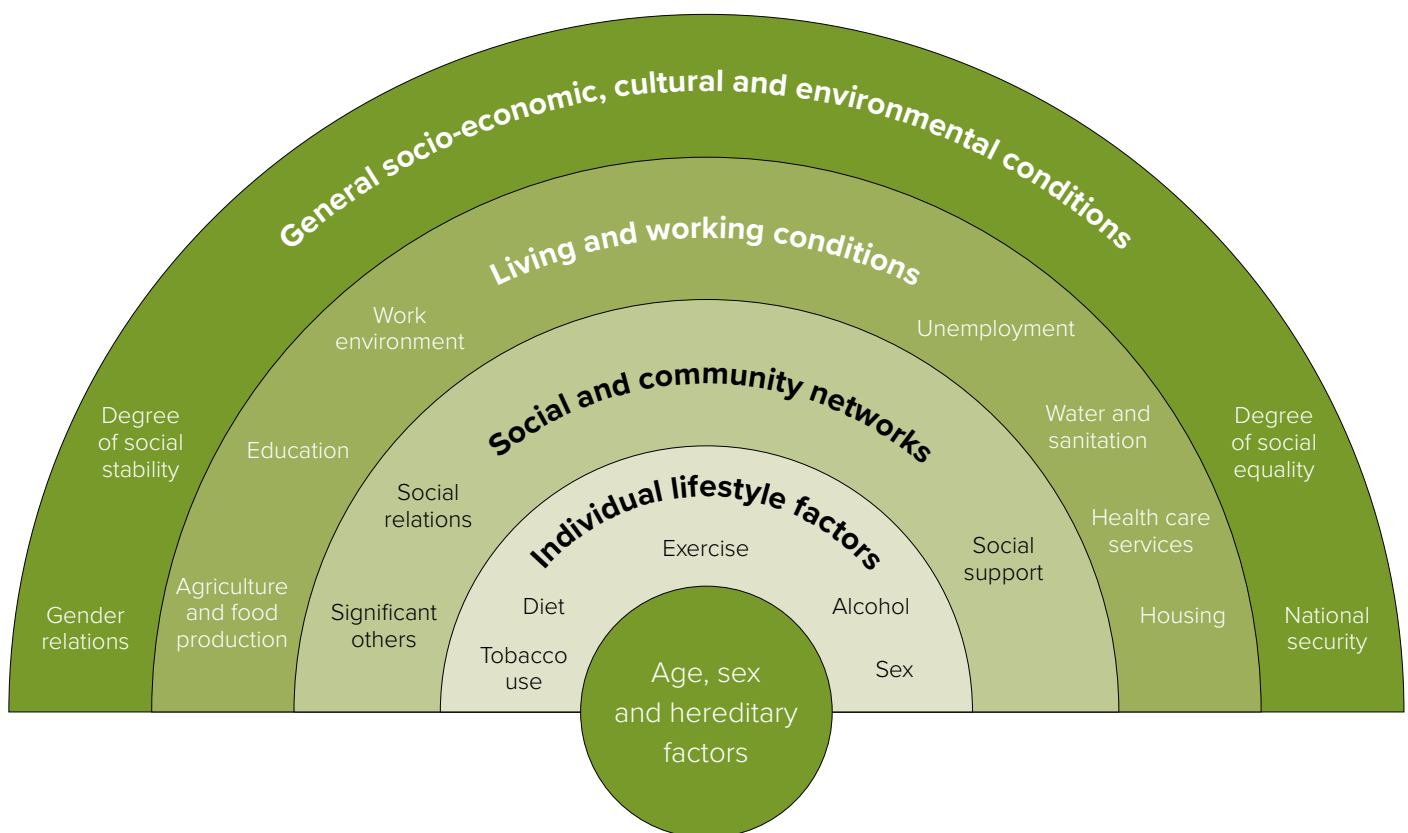 General socio-economic, cultural and environmental conditions
Degree
of social
stability
Gender
relations
Degree
of social
equality
National
security
Living and working conditions
Work
environment
Education
Agriculture
and food
production
Unemployment
Water and
sanitation
Health care
services
Housing
Social and community networks
Social
relations
Significant
others
Social
support
Individual lifestyle factors
Exercise
Diet
Tobacco
use
Alcohol
Sex
Age, sex
and hereditary
factors